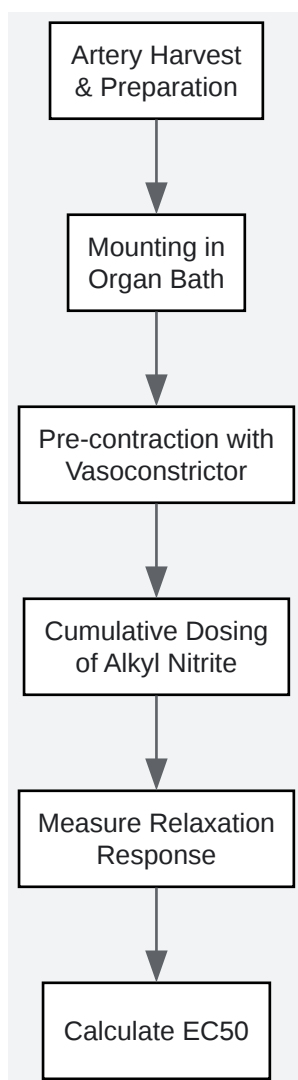 Artery Harvest
& Preparation
Mounting in
Organ Bath
Pre-contraction with
Vasoconstrictor
Cumulative Dosing
of Alkyl Nitrite
Measure Relaxation
Response
Calculate EC50